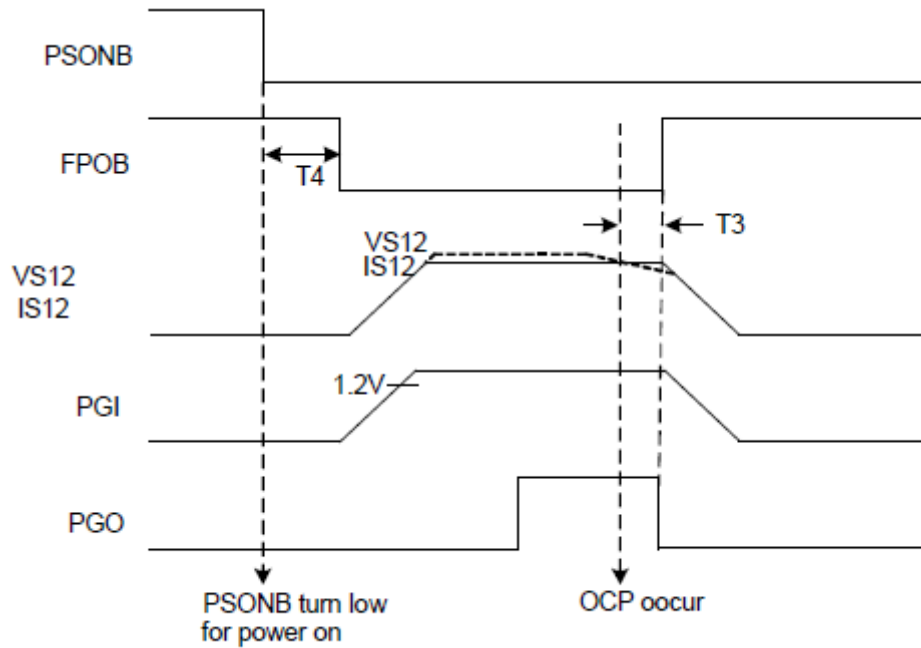 PSONB
FPOB
T4
T3
VS12
IS12
VS12
IS12
1.2V
PGI
PGO
PSONB turn low
for power on
OCP oocur